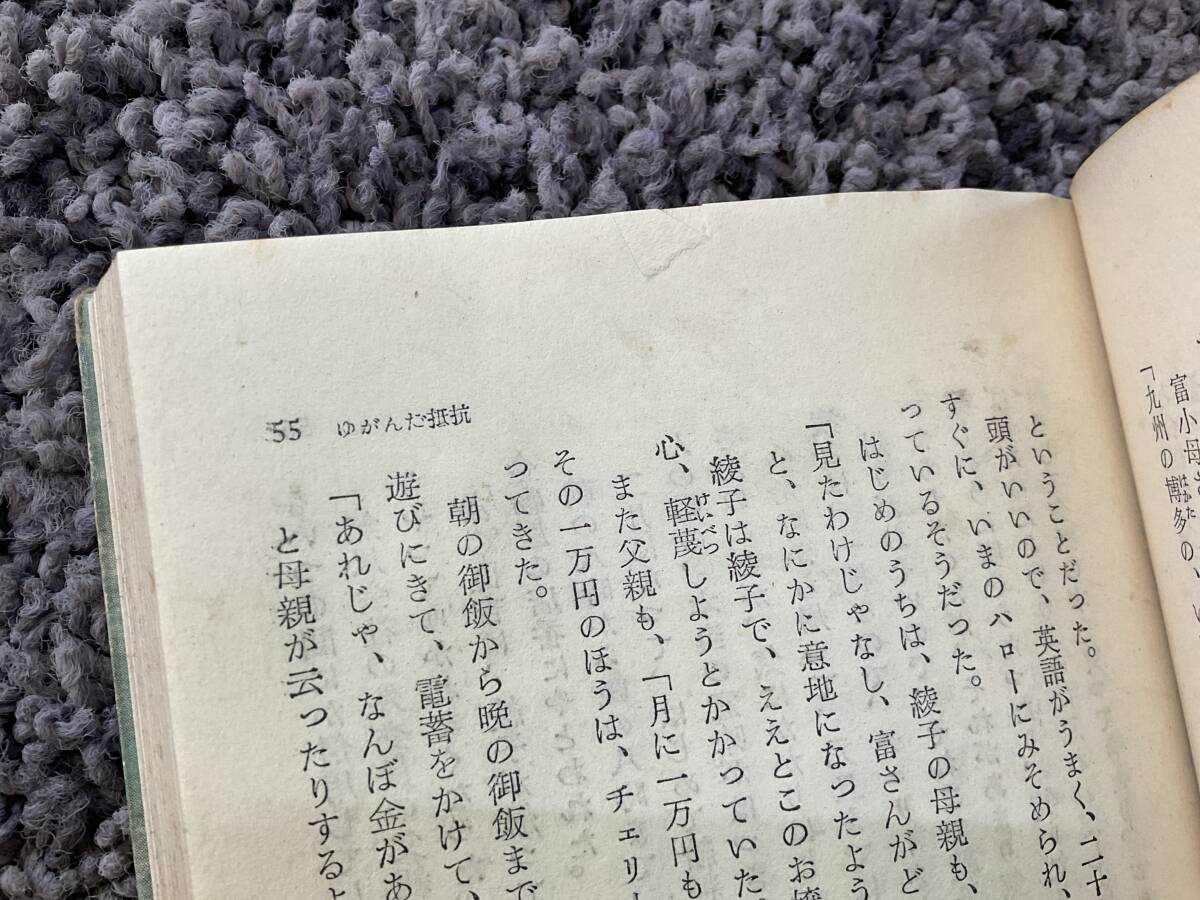 富小母
「九州の博多の
はかた
ということだった。
頭がいいので、英語がうまく、二十
すぐに、いまのハローにみそめられ、
っているそうだった。
はじめのうちは、綾子の母親も、
「見たわけじゃなし、富さんがど
と、なにかに意地になったよう
綾子は綾子で、ええとこのお
心、軽蔑しようとかかっていた
けいべつ
また父親も、「月に一万円も
その一万円のほうは、チェリー
ってきた。
朝の御飯から晩の御飯まで
遊びにきて、電蓄をかけて、
「あれじゃ、なんぼ金があ
と母親が云ったりするよ
55 ゆがんだ抵抗